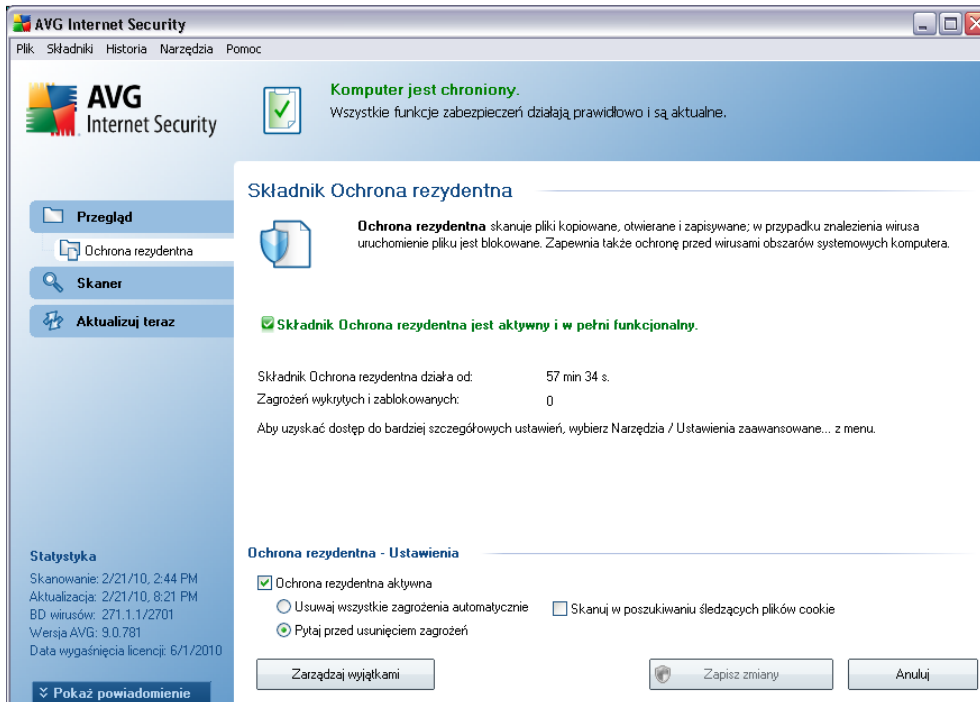 AVG Internet Security
Plik Składniki Historia Narzędzia Pomoc
AVG
Internet Security
Komputer jest chroniony.
Wszystkie funkcje zabezpieczeń działają prawidłowo i są aktualne.
Przegląd
Ochrona rezydentna
Skaner
Aktualizuj teraz
Składnik Ochrona rezydentna
Ochrona rezydentna skanuje pliki kopiowane, otwierane i zapisywane; w przypadku znalezienia wirusa
uruchomienie pliku jest blokowane. Zapewnia także ochronę przed wirusami obszarów systemowych komputera.
Składnik Ochrona rezydentna jest aktywny i w pełni funkcjonalny.
Składnik Ochrona rezydentna działa od: 57 min 34 s.
Zagrożeń wykrytych i zablokowanych: 0
Aby uzyskać dostęp do bardziej szczegółowych ustawień, wybierz Narzędzia / Ustawienia zaawansowane... z menu.
Statystyka
Skanowanie: 2/21/10, 2:44 PM
Aktualizacja: 2/21/10, 8:21 PM
BD wirusów: 271.1.1/2701
Wersja AVG: 9.0.781
Data wygaśnięcia licencji: 6/1/2010
Pokaż powiadomienie
Ochrona rezydentna - Ustawienia
Ochrona rezydentna aktywna
Usuwaj wszystkie zagrożenia automatycznie
Skanuj w poszukiwaniu śledzących plików cookie
Pytaj przed usunięciem zagrożeń
Zarządzaj wyjątkami
Zapisz zmiany
Anuluj